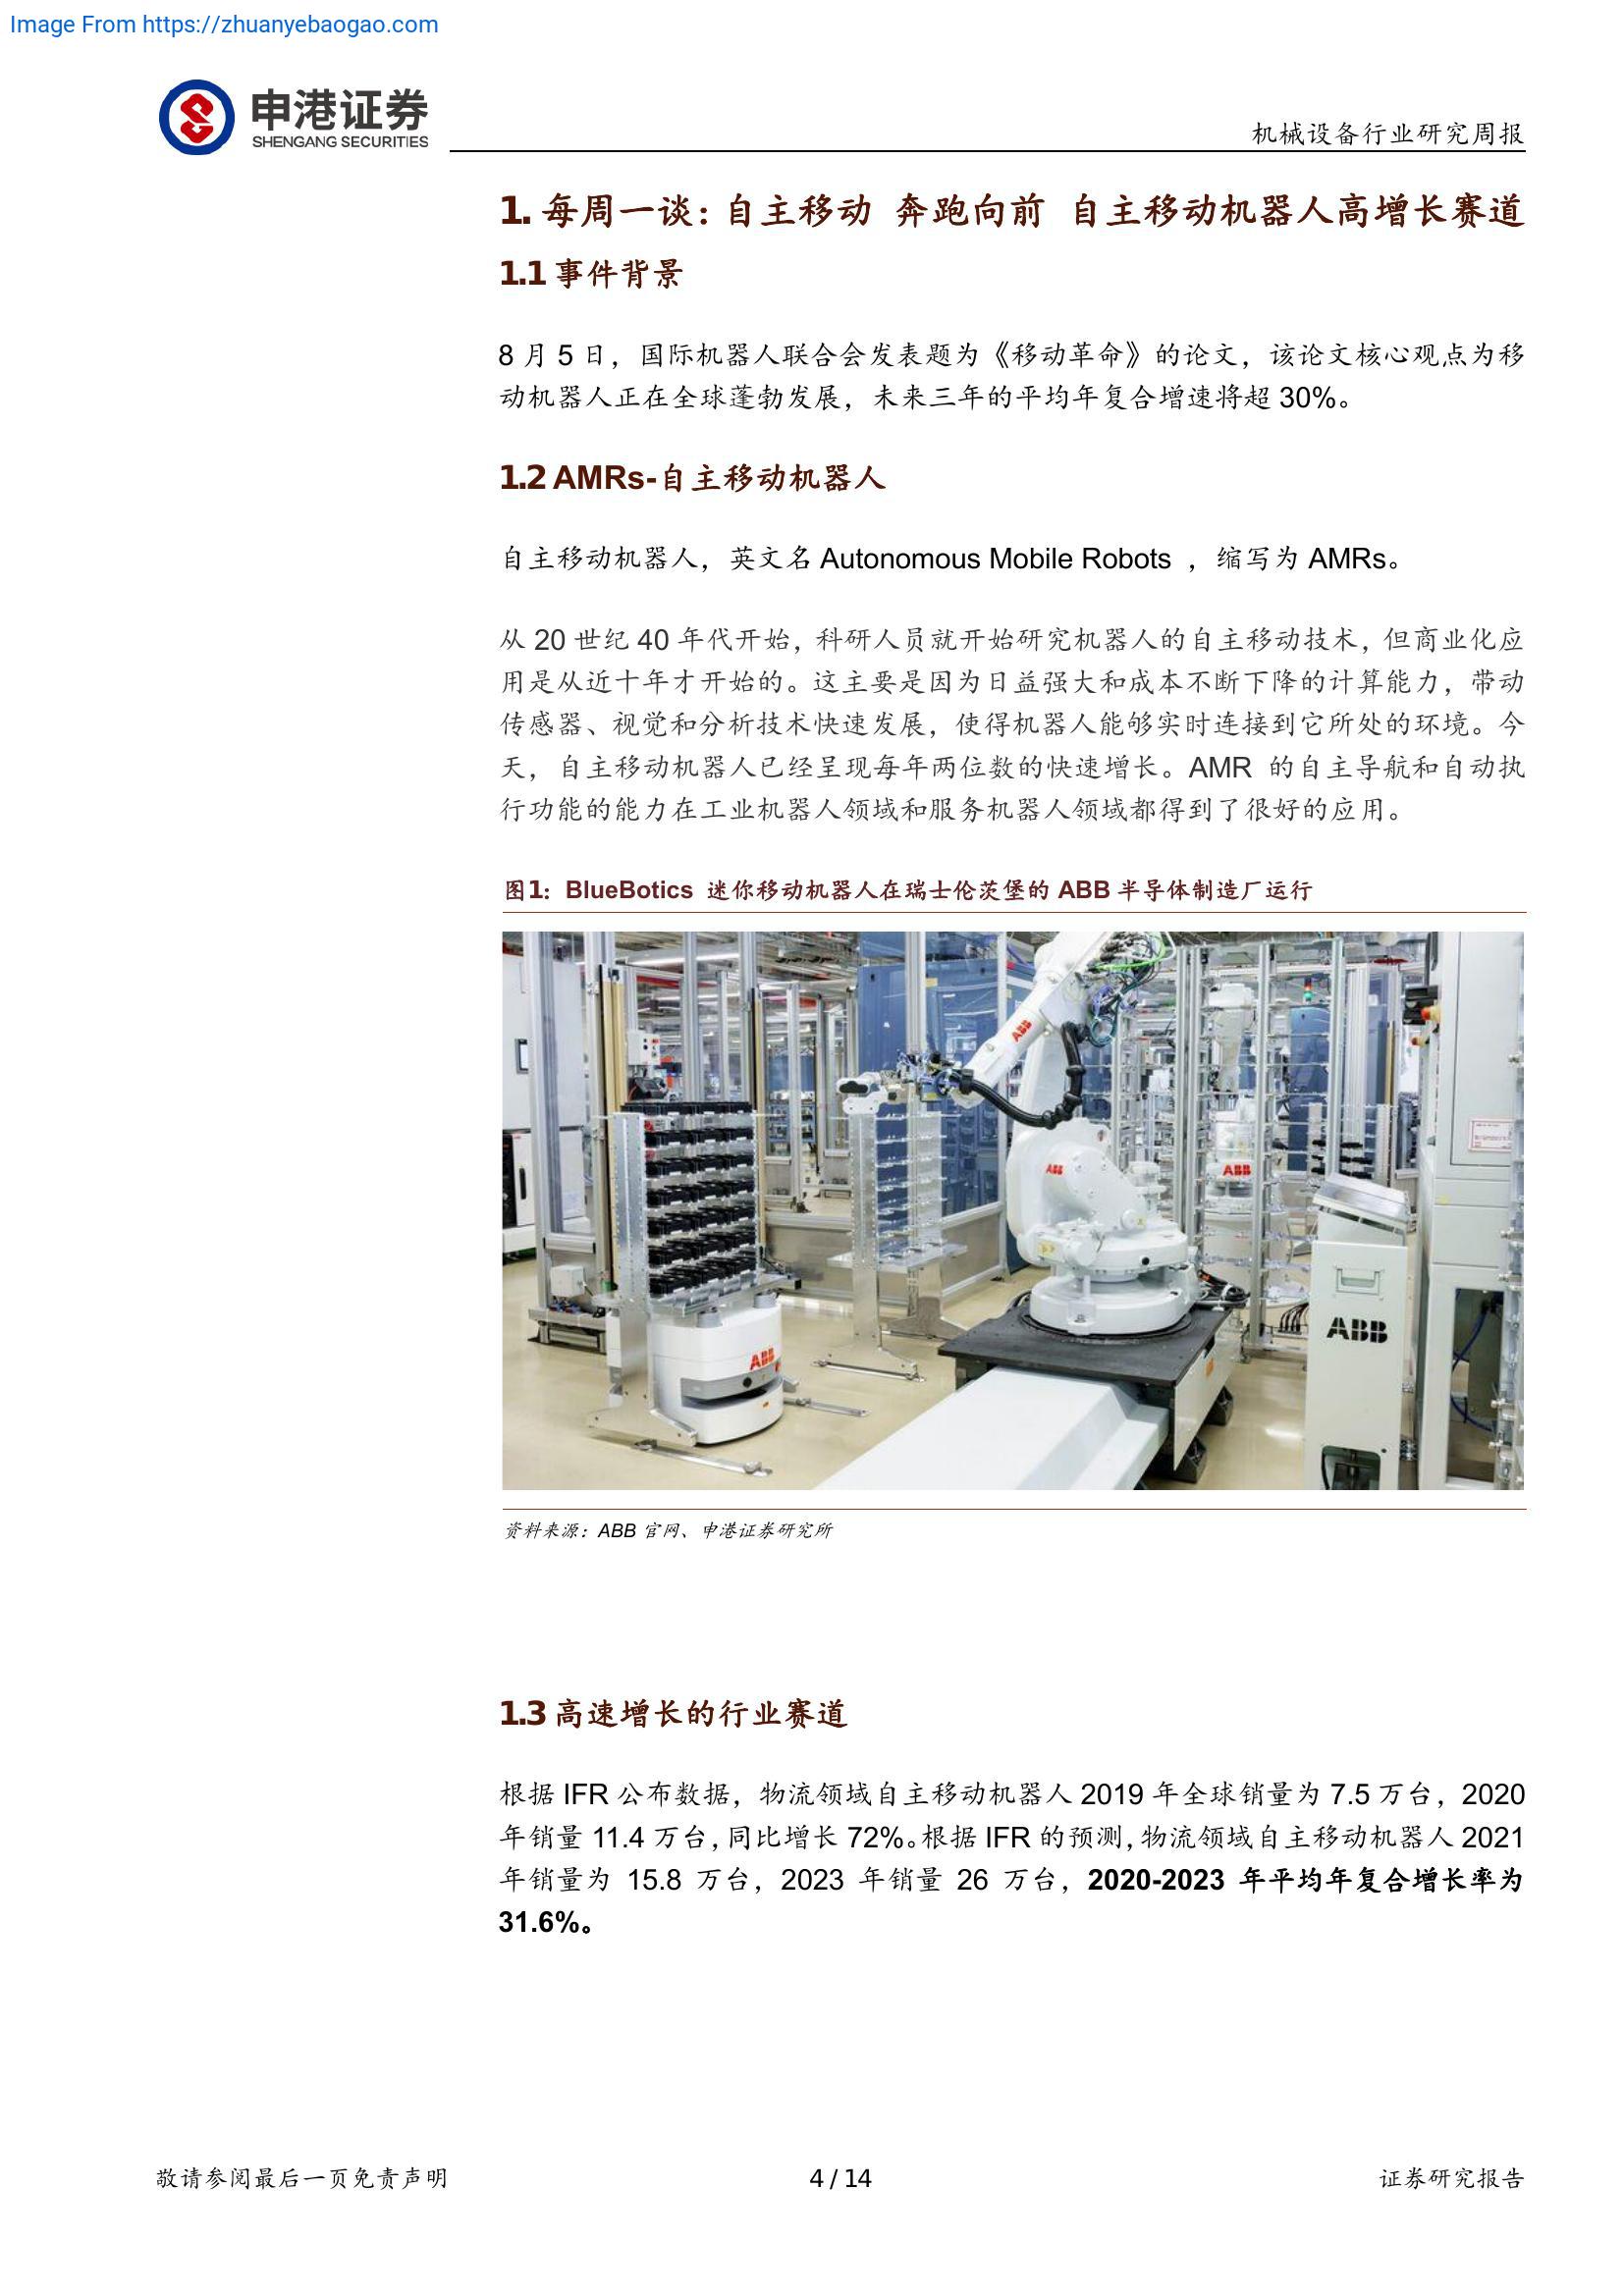 Image From https://zhuanyebaogao.com
申港证券
SHENGANG SECURITIES
机械设备行业研究周报
1. 每周一谈：自主移动 奔跑向前 自主移动机器人高增长赛道
1.1 事件背景
8 月 5 日，国际机器人联合会发表题为《移动革命》的论文，该论文核心观点为移
动机器人正在全球蓬勃发展，未来三年的平均年复合增速将超 30%。
1.2 AMRs-自主移动机器人
自主移动机器人，英文名 Autonomous Mobile Robots ，缩写为 AMRs。
从 20 世纪 40 年代开始，科研人员就开始研究机器人的自主移动技术，但商业化应
用是从近十年才开始的。这主要是因为日益强大和成本不断下降的计算能力，带动
传感器、视觉和分析技术快速发展，使得机器人能够实时连接到它所处的环境。今
天，自主移动机器人已经呈现每年两位数的快速增长。AMR 的自主导航和自动执
行功能的能力在工业机器人领域和服务机器人领域都得到了很好的应用。
图1：BlueBotics 迷你移动机器人在瑞士伦茨堡的 ABB 半导体制造厂运行
ABB
ABB
ABB
ABB
ABB
资料来源：ABB 官网、申港证券研究所
1.3 高速增长的行业赛道
根据 IFR 公布数据，物流领域自主移动机器人 2019 年全球销量为 7.5 万台，2020
年销量 11.4 万台，同比增长 72%。根据 IFR 的预测，物流领域自主移动机器人 2021
年销量为 15.8 万台，2023 年销量 26 万台，2020-2023 年平均年复合增长率为
31.6%。
敬请参阅最后一页免责声明
4 / 14
证券研究报告